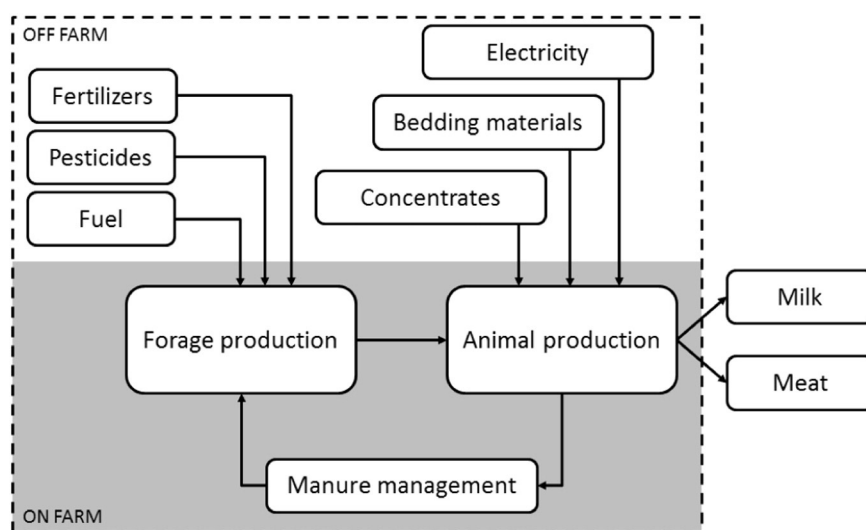 OFF FARM
Electricity
Fertilizers
Bedding materials
Pesticides
Concentrates
Fuel
Milk
Forage production
Animal production
Meat
Manure management
ON FARM